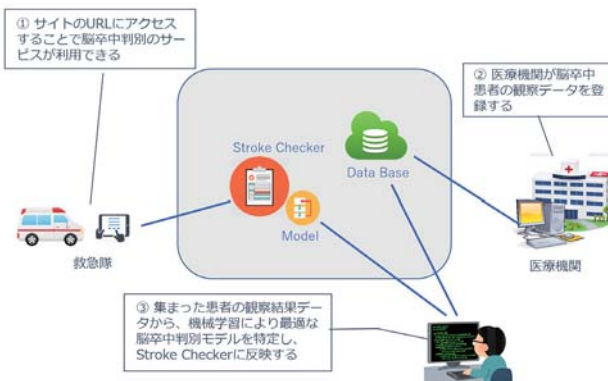 ① サイトのURLにアクセス
することで脳卒中判別のサー
ビスが利用できる
② 医療機関が脳卒中
患者の観察データを登
録する
Stroke Checker
Data Base
Model
救急隊
医療機関
③ 集まった患者の観察結果デー
タから、機械学習により最適な
脳卒中判別モデルを特定し、
Stroke Checkerに反映する